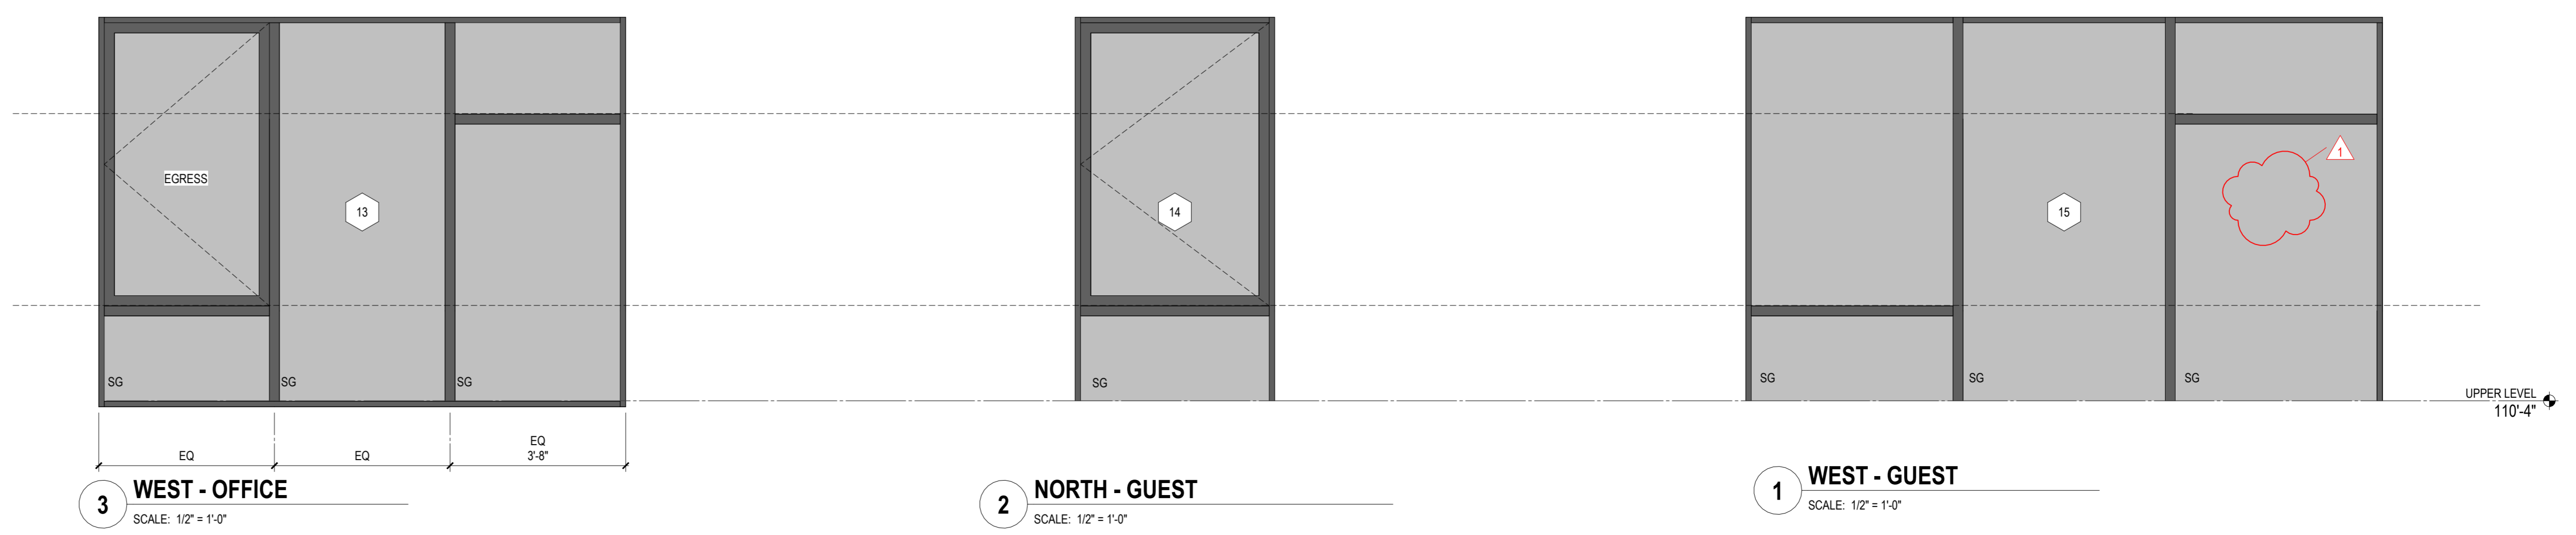 EGRESS
13
SG
SG
SG
EQ
EQ
EQ
3'-8"
3
WEST - OFFICE
SCALE: 1/2" = 1'-0"
14
SG
2
NORTH - GUEST
SCALE: 1/2" = 1'-0"
1
15
SG
SG
SG
UPPER LEVEL
110'-4"
1
WEST - GUEST
SCALE: 1/2" = 1'-0"